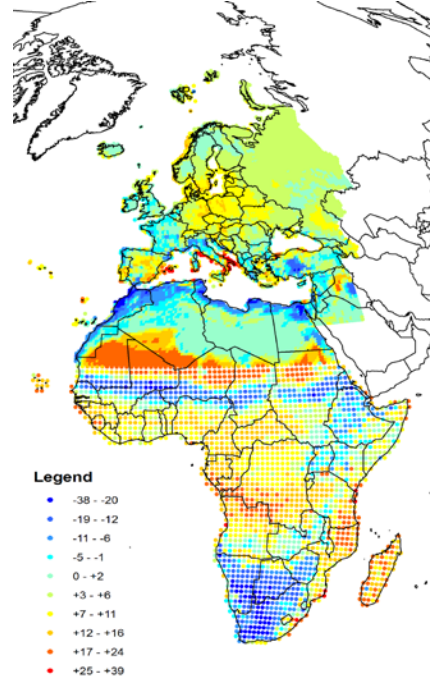 Legend
-38 - -20
-19 - -12
-11 - -6
-5 - -1
0 - +2
+3 - +6
+7 - +11
+12 - +16
+17 - +24
+25 - +39